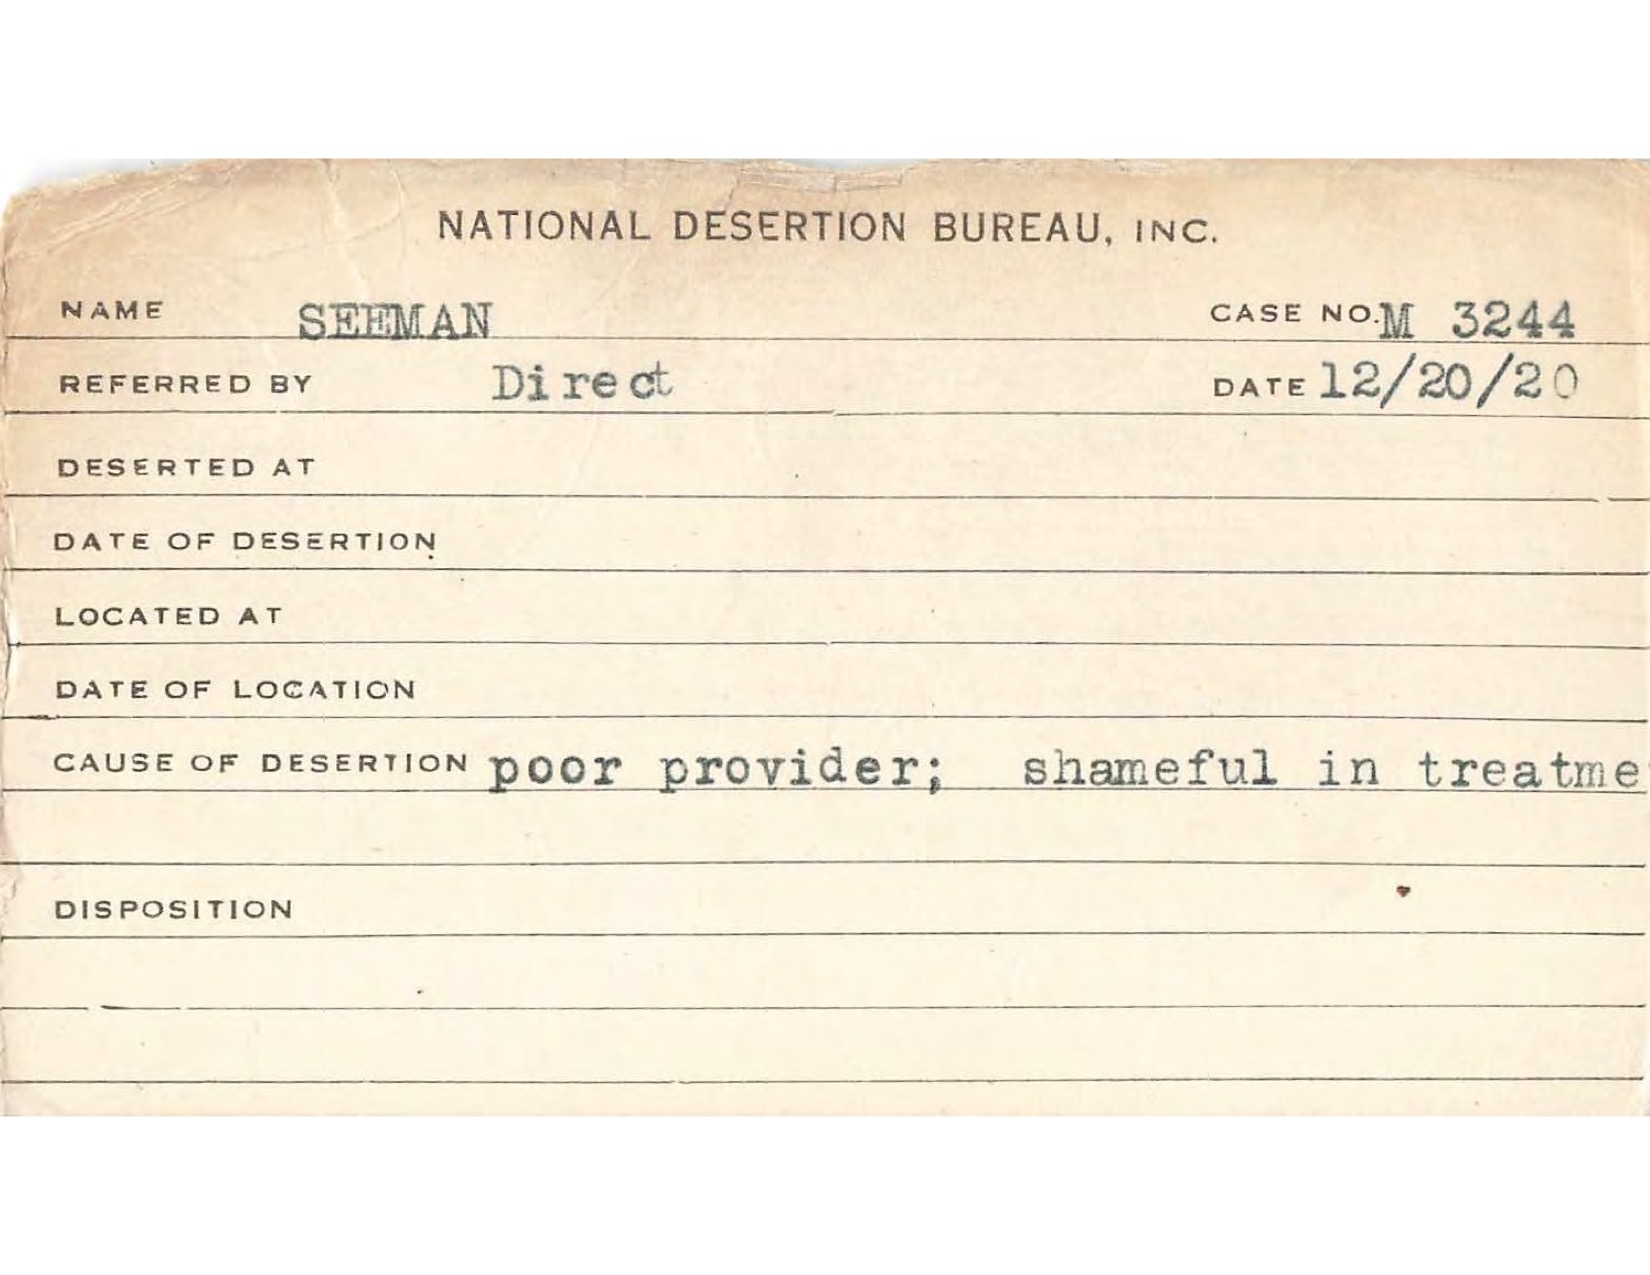 NATIONAL DESERTION BUREAU, INC.
NAME SEEMAN CASE NO. M 3244
REFERRED BY Direct DATE 12/20/20
DESERTED AT
DATE OF DESERTION
LOCATED AT
DATE OF LOCATION
CAUSE OF DESERTION poor provider; shameful in treatme
DISPOSITION